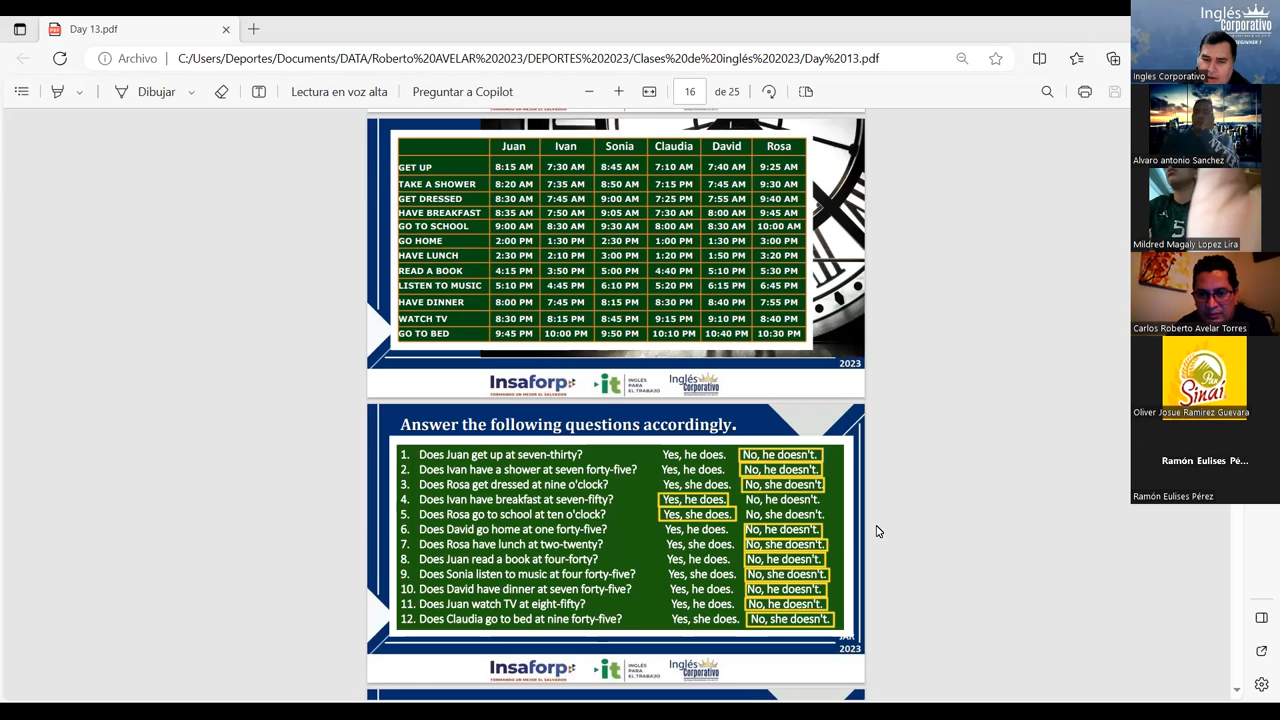 Day 13.pdf
Archivo
C:/Users/Deportes/Documents/DATA/Roberto%20AVELAR%202023/DEPORTES%202023/Clases%20de%20inglés%202023/Day%2013.pdf
Dibujar
Lectura en voz alta
Preguntar a Copilot
16
de 25
Juan Ivan Sonia Claudia David Rosa
GET UP 8:15 AM 7:30 AM 8:45 AM 7:10 AM 7:40 AM 9:25 AM
TAKE A SHOWER 8:20 AM 7:35 AM 8:50 AM 7:15 PM 7:45 AM 9:30 AM
GET DRESSED 8:30 AM 7:45 AM 9:00 AM 7:25 PM 7:55 AM 9:40 AM
HAVE BREAKFAST 8:35 AM 7:50 AM 9:05 AM 7:30 AM 8:00 AM 9:45 AM
GO TO SCHOOL 9:00 AM 8:30 AM 9:30 AM 8:00 AM 8:30 AM 10:00 AM
GO HOME 2:00 PM 1:30 PM 2:30 PM 1:00 PM 1:30 PM 3:00 PM
HAVE LUNCH 2:30 PM 2:10 PM 3:00 PM 1:20 PM 1:50 PM 3:20 PM
READ A BOOK 4:15 PM 3:50 PM 5:00 PM 4:40 PM 5:10 PM 5:30 PM
LISTEN TO MUSIC 5:10 PM 4:45 PM 6:10 PM 5:20 PM 6:15 PM 6:45 PM
HAVE DINNER 8:00 PM 7:45 PM 8:15 PM 8:30 PM 8:40 PM 7:55 PM
WATCH TV 8:30 PM 8:15 PM 8:45 PM 9:15 PM 9:10 PM 8:40 PM
GO TO BED 9:45 PM 10:00 PM 9:50 PM 10:10 PM 10:40 PM 10:30 PM
2023
Insaforp
FORMANDO UN MEJOR EL SALVADOR
it
INGLÉS
PARA
EL TRABAJO
Inglés
Corporativo
Answer the following questions accordingly.
1. Does Juan get up at seven-thirty? Yes, he does. No, he doesn't.
2. Does Ivan have a shower at seven forty-five? Yes, he does. No, he doesn't.
3. Does Rosa get dressed at nine o'clock? Yes, she does. No, she doesn't.
4. Does Ivan have breakfast at seven-fifty? Yes, he does. No, he doesn't.
5. Does Rosa go to school at ten o'clock? Yes, she does. No, she doesn't.
6. Does David go home at one forty-five? Yes, he does. No, he doesn't.
7. Does Rosa have lunch at two-twenty? Yes, she does. No, she doesn't.
8. Does Juan read a book at four-forty? Yes, he does. No, he doesn't.
9. Does Sonia listen to music at four forty-five? Yes, she does. No, she doesn't.
10. Does David have dinner at seven forty-five? Yes, he does. No, he doesn't.
11. Does Juan watch TV at eight-fifty? Yes, he does. No, he doesn't.
12. Does Claudia go to bed at nine forty-five? Yes, she does. No, she doesn't.
2023
Insaforp
FORMANDO UN MEJOR EL SALVADOR
it
INGLÉS
PARA
EL TRABAJO
Inglés
Corporativo
Inglés
Corporativo
Ingles Corporativo
Alvaro antonio Sanchez
5
Mildred Magaly Lopez Lira
Carlos Roberto Avelar Torres
Pan
Sinaí
Oliver Josue Ramirez Guevara
Ramón Eulises Pé...
Ramón Eulises Pérez